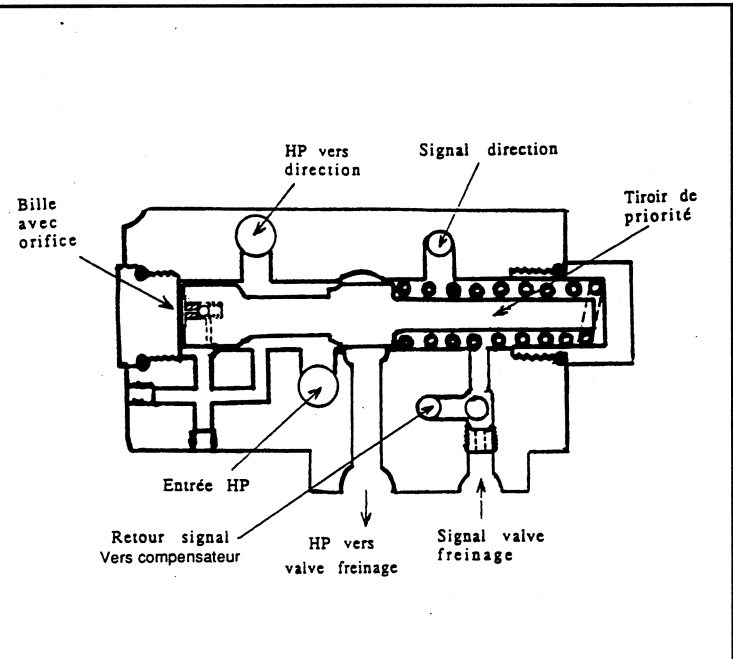 HP vers
direction
Signal direction
Bille
avec
orifice
Tiroir de
priorité
Entrée HP
Retour signal
Vers compensateur
HP vers
valve freinage
Signal valve
freinage